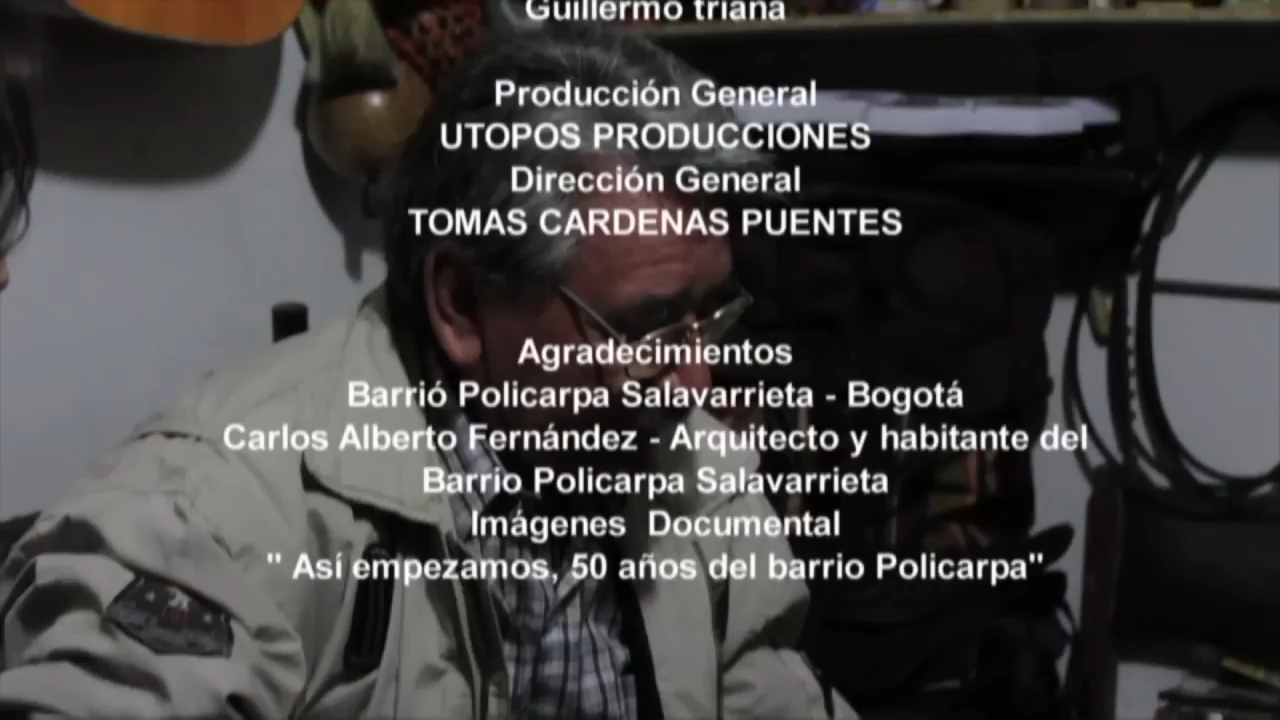 Guillermo triana
Producción General
UTOPOS PRODUCCIONES
Dirección General
TOMAS CARDENAS PUENTES
Agradecimientos
Barrió Policarpa Salavarrieta - Bogotá
Carlos Alberto Fernández - Arquitecto y habitante del
Barrio Policarpa Salavarrieta
Imágenes  Documental
" Así empezamos, 50 años del barrio Policarpa"